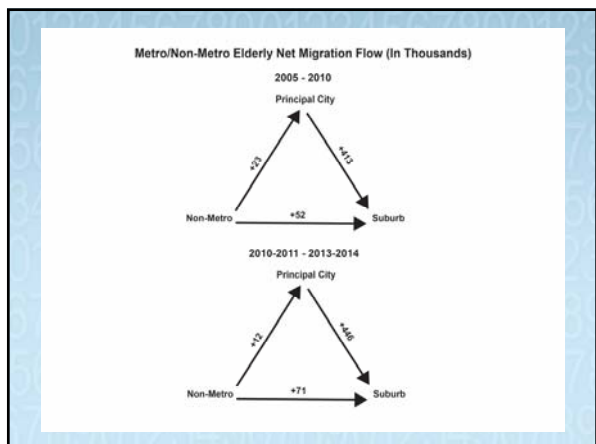 Metro/Non-Metro Elderly Net Migration Flow (In Thousands)
2005 - 2010
Principal City
+23
+413
Non-Metro
+52
Suburb
2010-2011 - 2013-2014
Principal City
+12
+446
Non-Metro
+71
Suburb